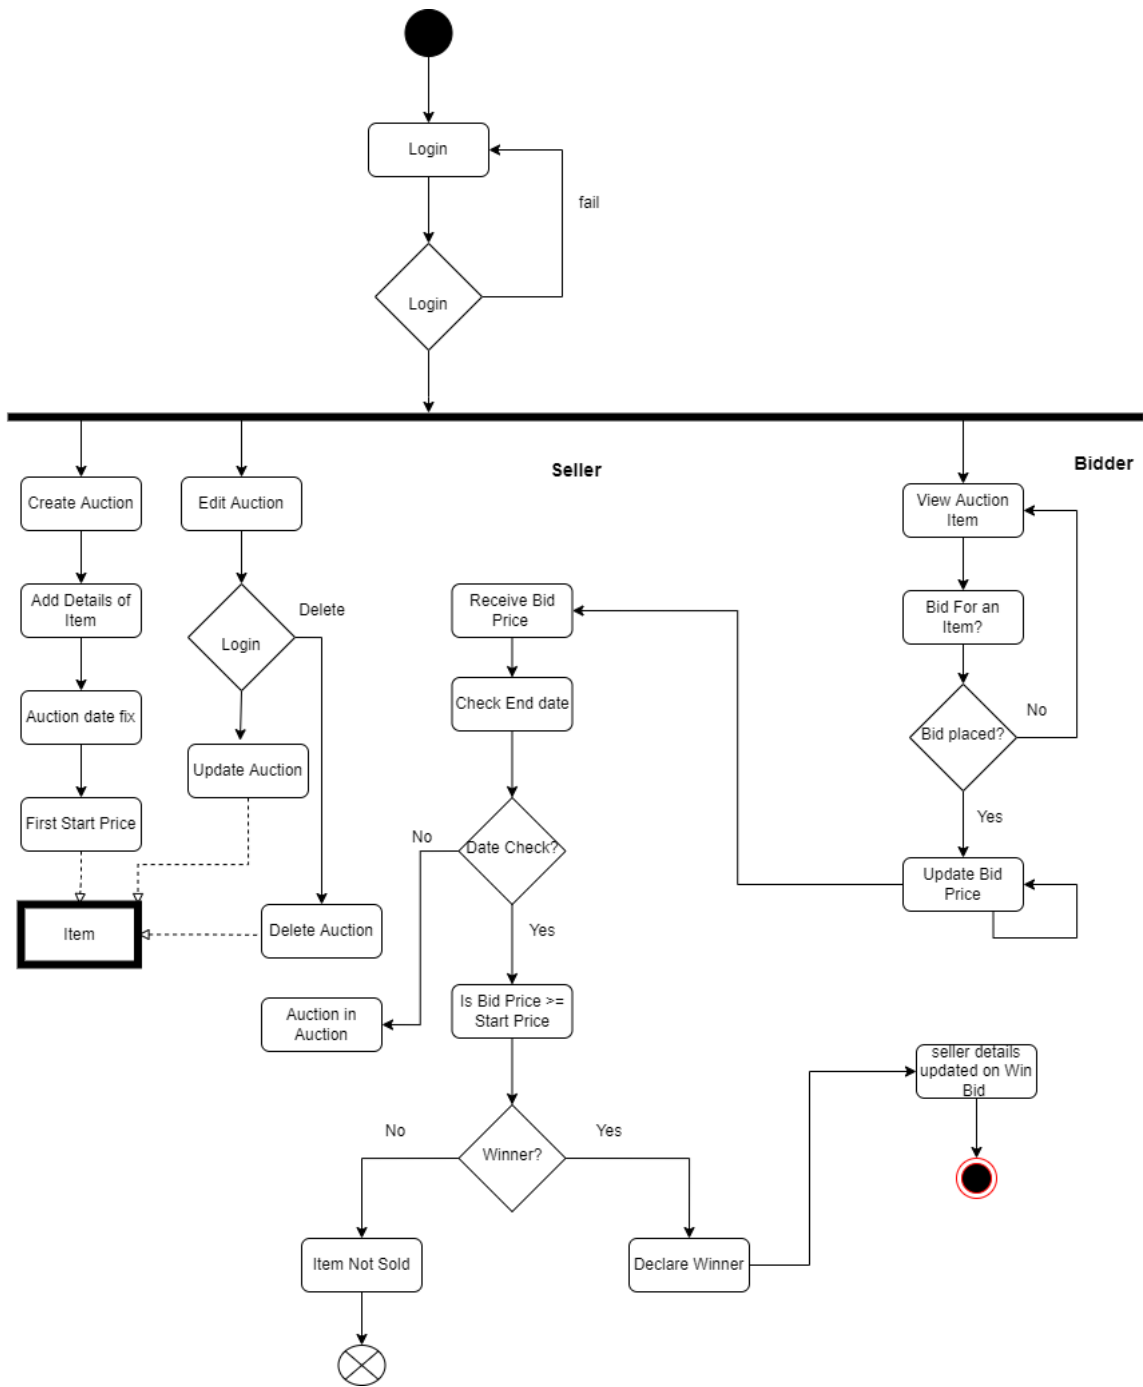 Login
fail
Login
Seller
Bidder
Create Auction
Edit Auction
View Auction
Item
Add Details of
Item
Delete
Login
Receive Bid
Price
Bid For an
Item?
Auction date fix
Check End date
No
Bid placed?
Update Auction
Yes
First Start Price
No
Date Check?
Update Bid
Price
Item
Delete Auction
Yes
Auction in
Auction
Is Bid Price >=
Start Price
seller details
updated on Win
Bid
No
Yes
Winner?
Item Not Sold
Declare Winner